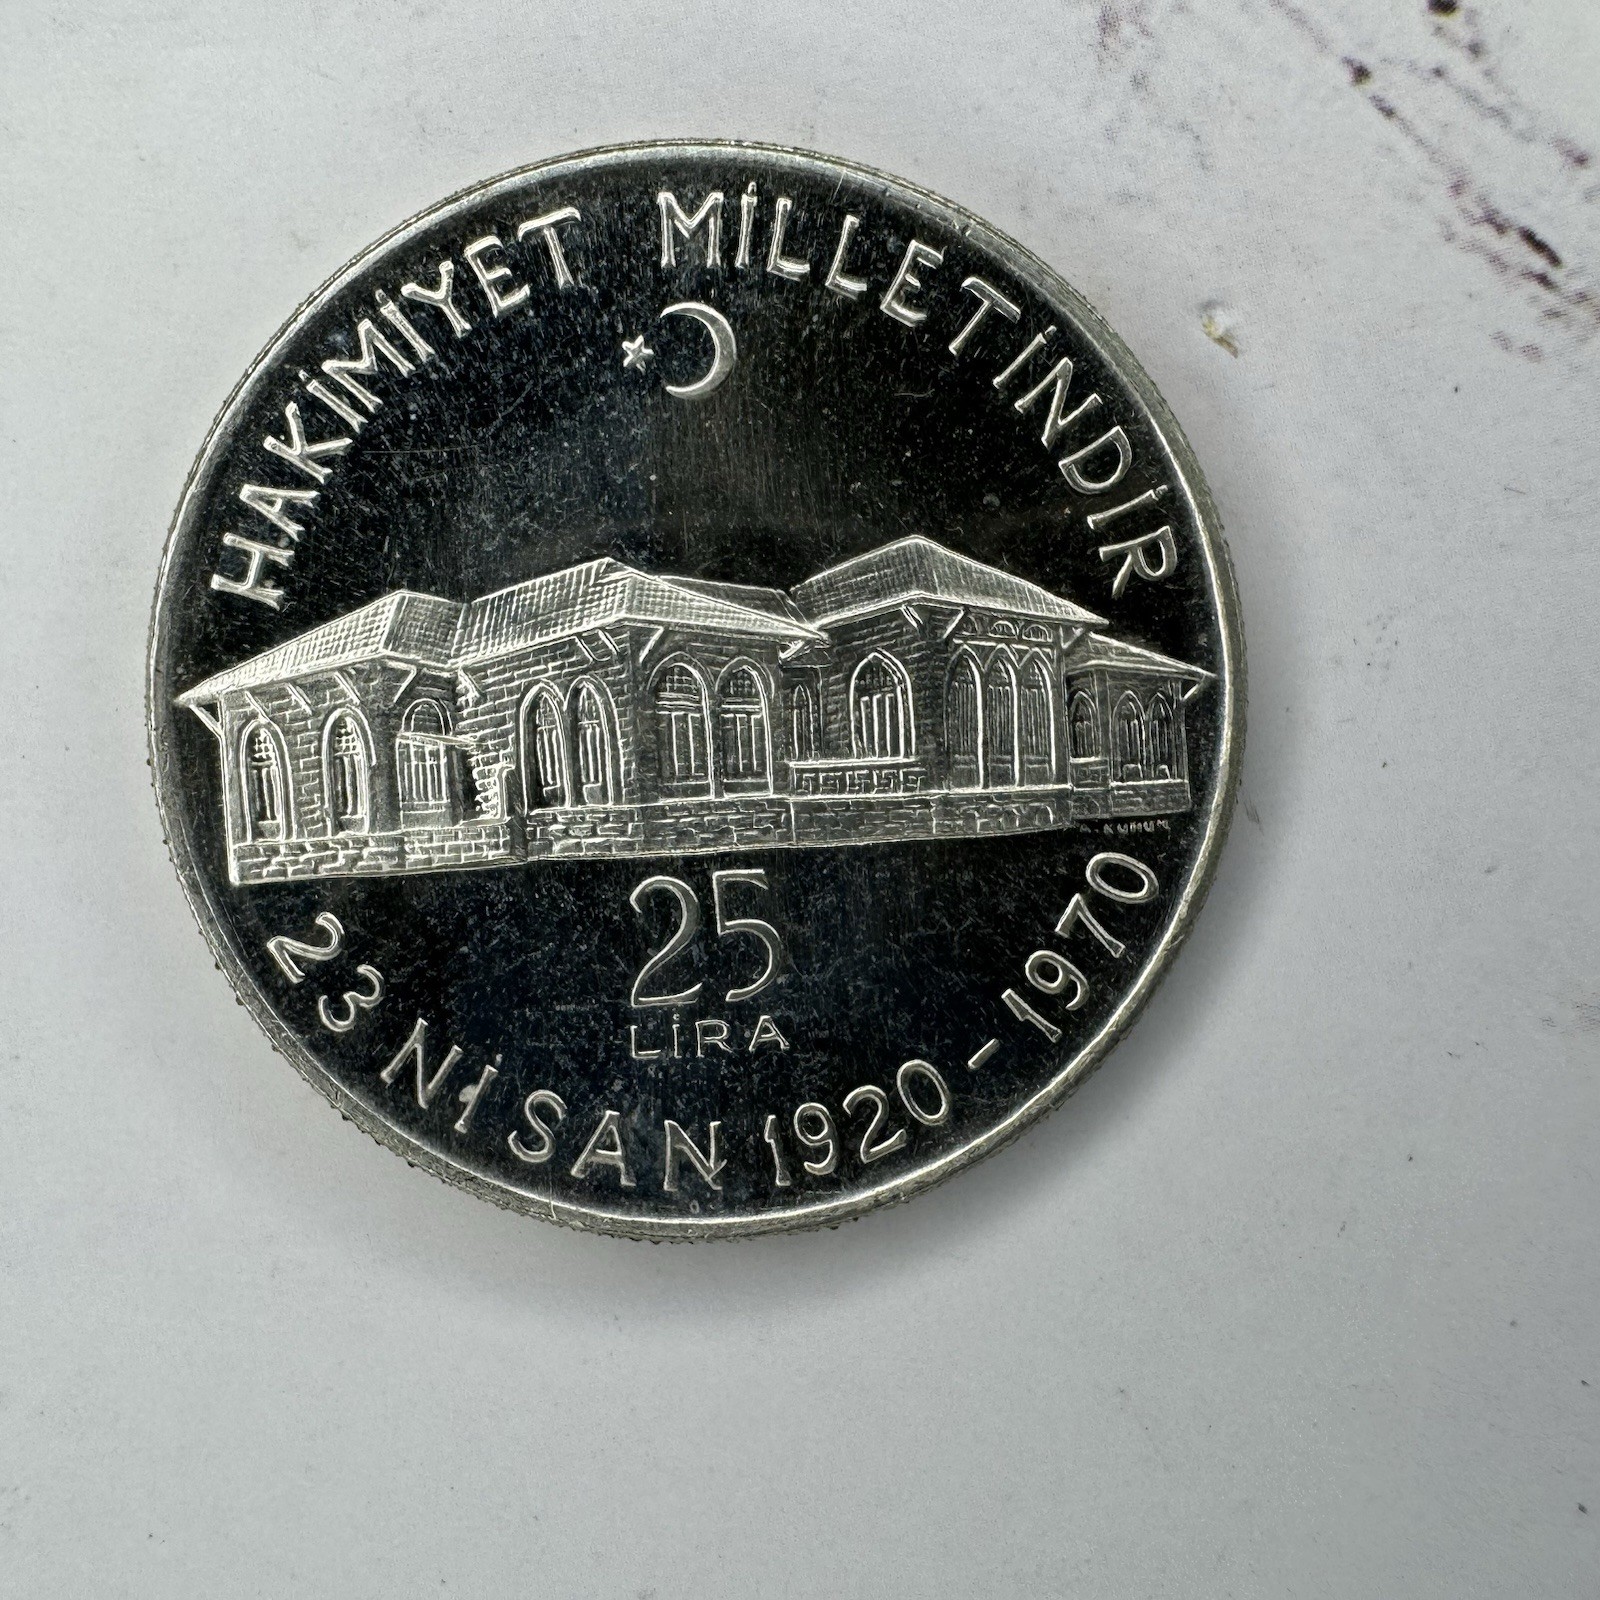 HAKİMİYET MİLLETİNDİR
25
LİRA
23 NİSAN 1920-1970